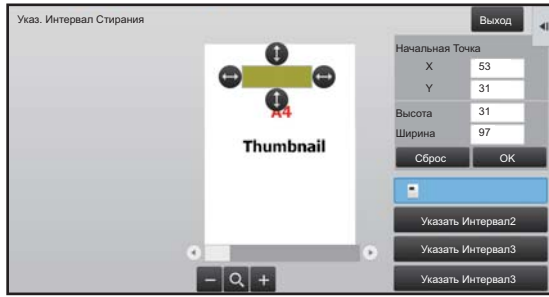 Указ. Интервал Стирания
Выход
Начальная Точка
X 53
Y 31
Высота 31
Ширина 97
Сброс OK
A4
Thumbnail
Указать Интервал2
Указать Интервал3
Указать Интервал3